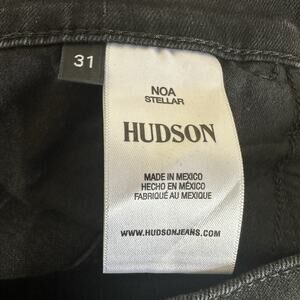 31
NOA
STELLAR
HUDSON
MADE IN MEXICO
HECHO EN MÉXICO
FABRIQUÉ AU MEXIQUE
WWW.HUDSONJEANS.COM